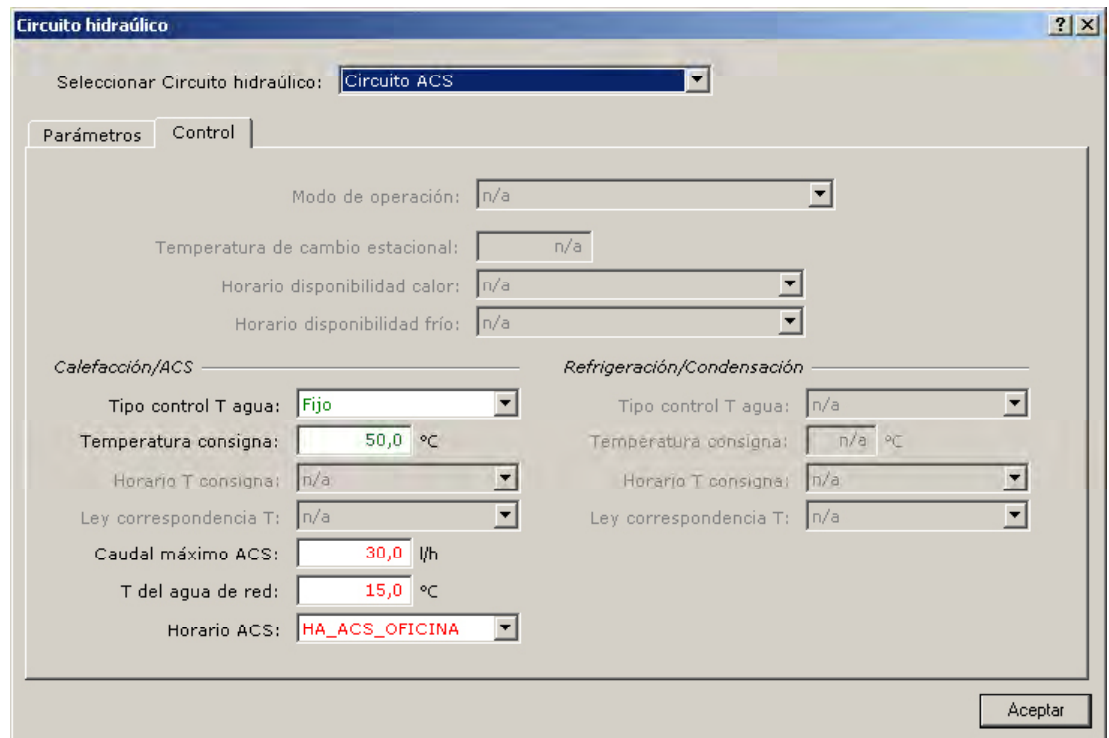 Circuito hidraúlico
Seleccionar Circuito hidraúlico: Circuito ACS
Parámetros Control
Modo de operación: n/a
Temperatura de cambio estacional: n/a
Horario disponibilidad calor: n/a
Horario disponibilidad frío: n/a
Calefacción/ACS Refrigeración/Condensación
Tipo control T agua: Fijo Tipo control T agua: n/a
Temperatura consigna: 50,0 ºC Temperatura consigna: n/a ºC
Horario T consigna: n/a Horario T consigna: n/a
Ley correspondencia T: n/a Ley correspondencia T: n/a
Caudal máximo ACS: 30,0 l/h
T del agua de red: 15,0 ºC
Horario ACS: HA_ACS_OFICINA
Aceptar